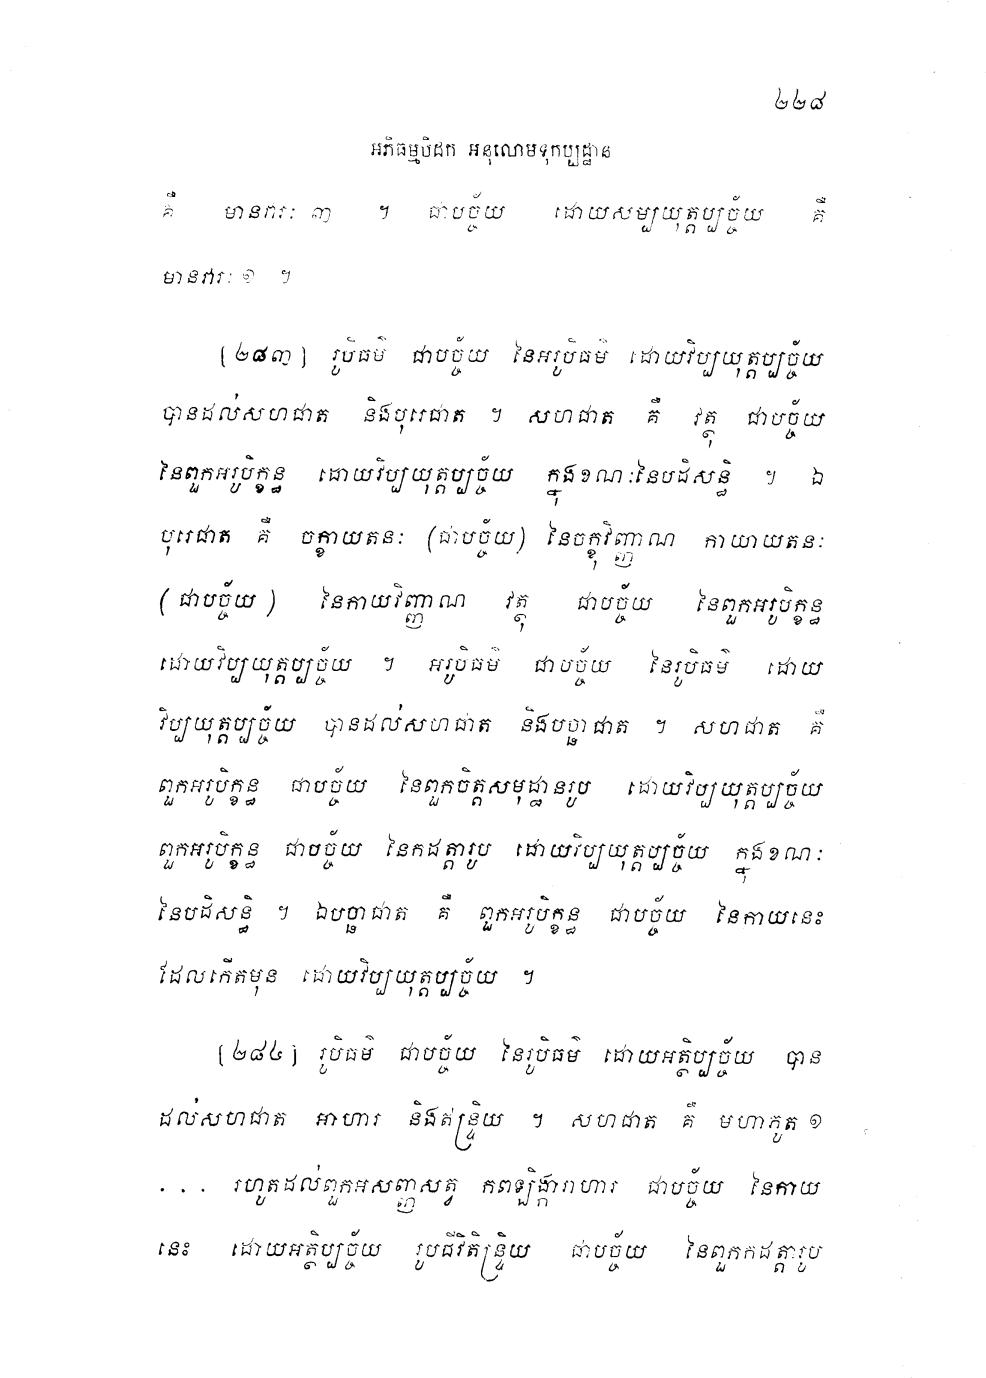 ២២៨
អភិធម្មបិដក អនុលោមទុកប្បដ្ឋាន
គឺ មានវារៈ ៣ ។ ជាបច្ច័យ ដោយសម្បយុត្តប្បច្ច័យ គឺ
មានវារៈ ១ ។
[២៨៣] រូបិធម៌ ជាបច្ច័យ នៃអរូបិធម៌ ដោយវិប្បយុត្តប្បច្ច័យ
បានដល់សហជាត និងបុរេជាត ។ សហជាត គឺ វត្ថុ ជាបច្ច័យ
នៃពួកអរូបិក្ខន្ធ ដោយវិប្បយុត្តប្បច្ច័យ ក្នុងខណៈនៃបដិសន្ធិ ។ ឯ
បុរេជាត គឺ ចក្ខាយតនៈ (ជាបច្ច័យ) នៃចក្ខុវិញ្ញាណ កាយាយតនៈ
(ជាបច្ច័យ) នៃកាយវិញ្ញាណ វត្ថុ ជាបច្ច័យ នៃពួកអរូបិក្ខន្ធ
ដោយវិប្បយុត្តប្បច្ច័យ ។ អរូបិធម៌ ជាបច្ច័យ នៃរូបិធម៌ ដោយ
វិប្បយុត្តប្បច្ច័យ បានដល់សហជាត និងបច្ឆាជាត ។ សហជាត គឺ
ពួកអរូបិក្ខន្ធ ជាបច្ច័យ នៃពួកចិត្តសមុដ្ឋានរូប ដោយវិប្បយុត្តប្បច្ច័យ
ពួកអរូបិក្ខន្ធ ជាបច្ច័យ នៃកដត្តារូប ដោយវិប្បយុត្តប្បច្ច័យ ក្នុងខណៈ
នៃបដិសន្ធិ ។ ឯបច្ឆាជាត គឺ ពួកអរូបិក្ខន្ធ ជាបច្ច័យ នៃកាយនេះ
ដែលកើតមុន ដោយវិប្បយុត្តប្បច្ច័យ ។
[២៨៤] រូបិធម៌ ជាបច្ច័យ នៃរូបិធម៌ ដោយអត្ថិប្បច្ច័យ បាន
ដល់សហជាត អាហារ និងឥន្ទ្រិយ ។ សហជាត គឺ មហាភូត ១
... រហូតដល់ពួកអសញ្ញសត្វ កពឡិង្ការាហារ ជាបច្ច័យ នៃកាយ
នេះ ដោយអត្ថិប្បច្ច័យ រូបជីវិតិន្ទ្រិយ ជាបច្ច័យ នៃពួកកដត្តារូប